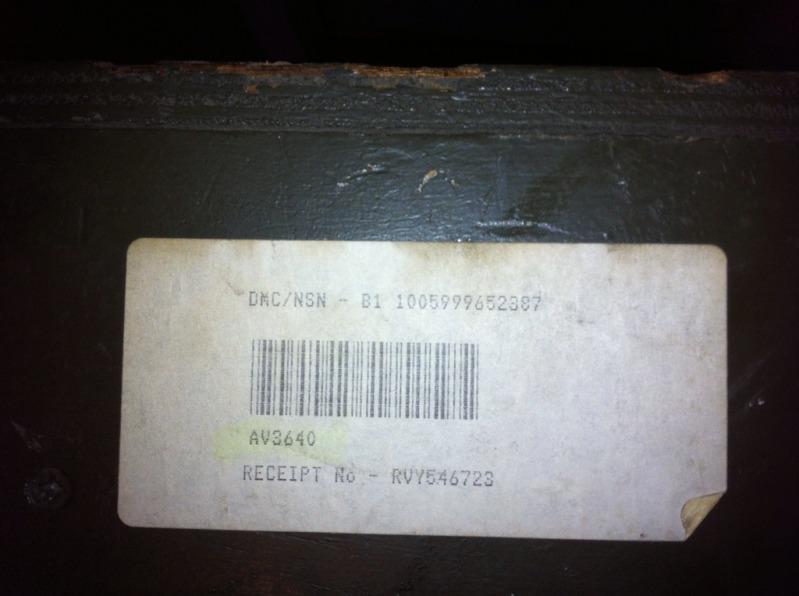 DMC/NSN - B1 1005999652387
AV3640
RECEIPT No - RVY546723